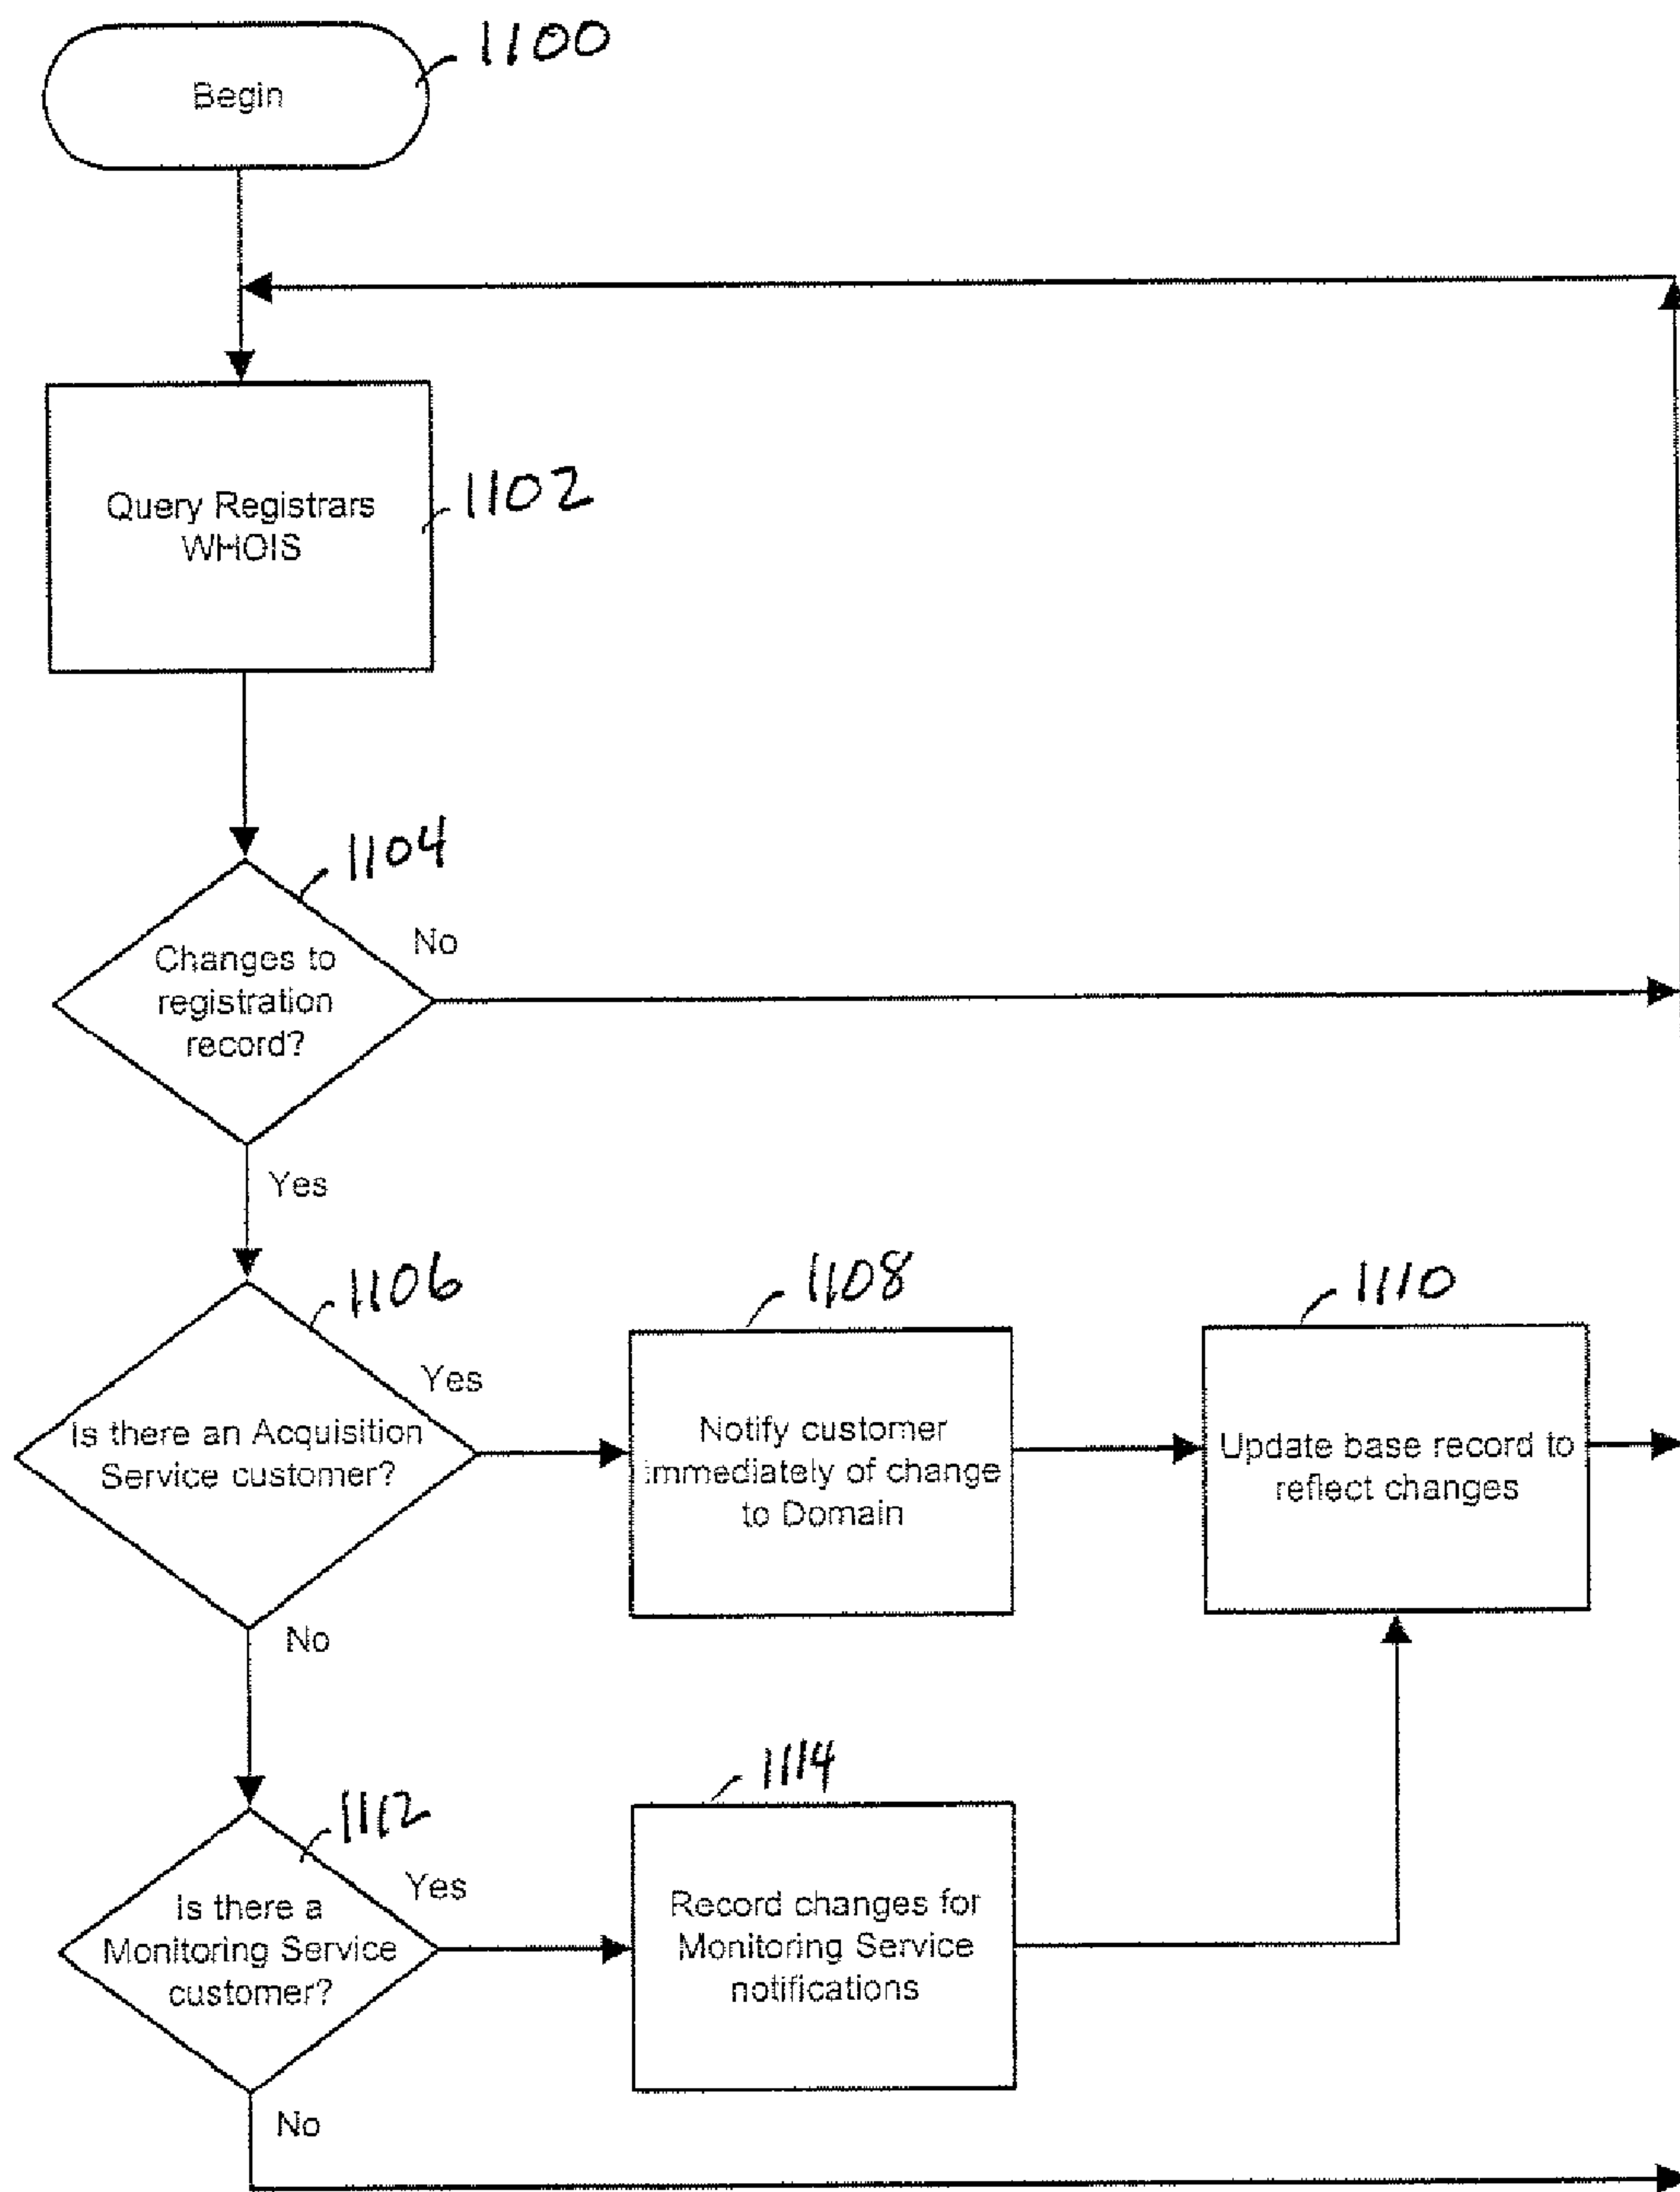 1100
Begin
1102
Query Registrars
WHOIS
1104
No
Changes to
registration
record?
Yes
1106
Yes
Is there an Acquisition
Service customer?
No
1108
Notify customer
immediately of change
to Domain
1110
Update base record to
reflect changes
1112
Yes
Is there a
Monitoring Service
customer?
No
1114
Record changes for
Monitoring Service
notifications